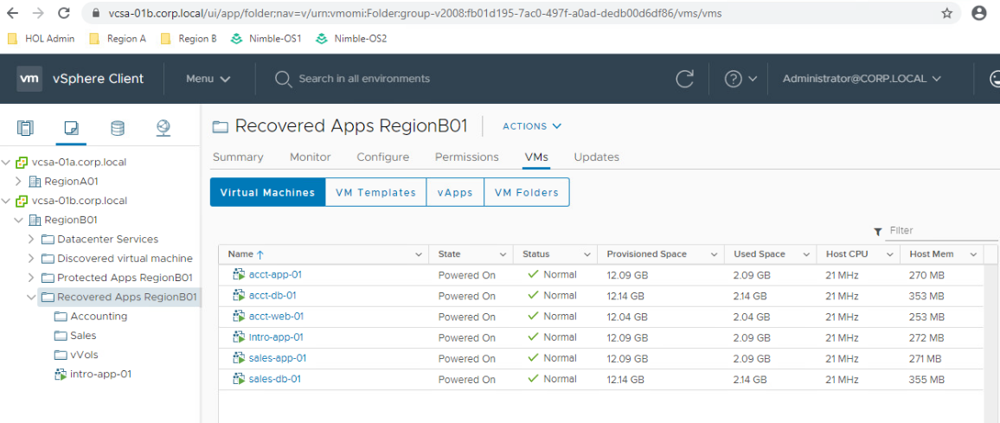 vcsa-01b.corp.local/ui/app/folder;nav=v/urn:vmomi:Folder:group-v2008:fb01d195-7ac0-497f-a0ad-dedb00d6df86/vms/vms
HOL Admin Region A Region B Nimble-OS1 Nimble-OS2
vm vSphere Client Menu Search in all environments ? Administrator@CORP.LOCAL
Recovered Apps RegionB01 ACTIONS
Summary Monitor Configure Permissions VMs Updates
Virtual Machines VM Templates vApps VM Folders
vcsa-01a.corp.local
RegionA01
vcsa-01b.corp.local
RegionB01
Datacenter Services
Discovered virtual machine
Protected Apps RegionB01
Recovered Apps RegionB01
Accounting
Sales
vVols
intro-app-01
Filter
Name State Status Provisioned Space Used Space Host CPU Host Mem
acct-app-01 Powered On Normal 12.09 GB 2.09 GB 21 MHz 270 MB
acct-db-01 Powered On Normal 12.14 GB 2.14 GB 21 MHz 353 MB
acct-web-01 Powered On Normal 12.04 GB 2.04 GB 21 MHz 253 MB
intro-app-01 Powered On Normal 12.09 GB 2.09 GB 21 MHz 272 MB
sales-app-01 Powered On Normal 12.09 GB 2.09 GB 21 MHz 271 MB
sales-db-01 Powered On Normal 12.14 GB 2.14 GB 21 MHz 355 MB